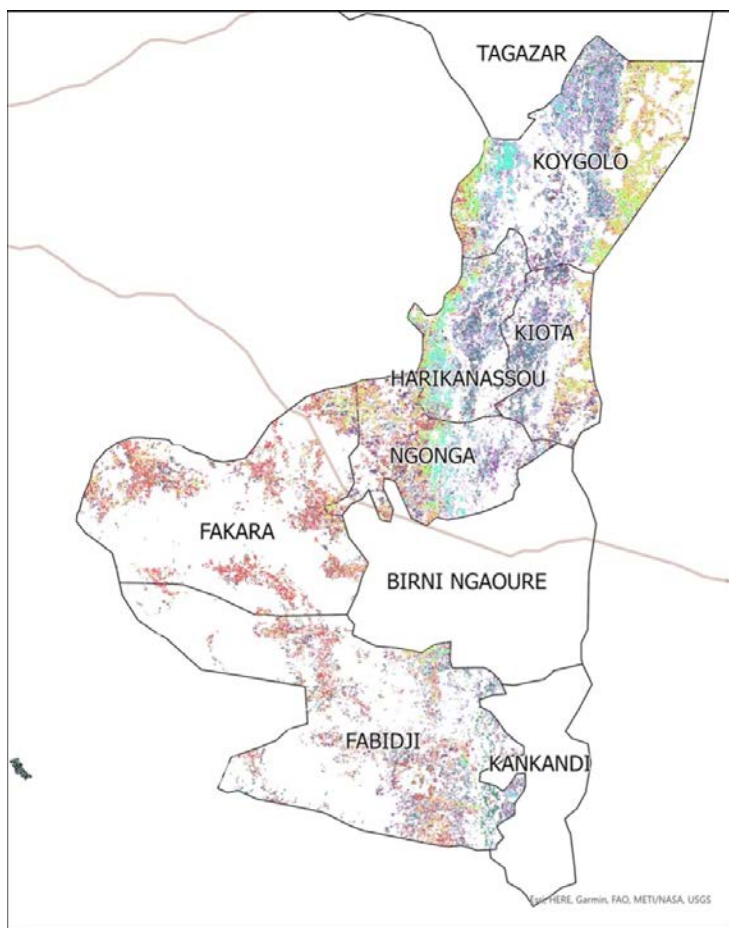 TAGAZAR
KOYGOLO
KIOTA
HARIKANASSOU
NGONGA
FAKARA
BIRNI NGAOURE
FABIDJI
KANKANDI
Esri, HERE, Garmin, FAO, METI/NASA, USGS